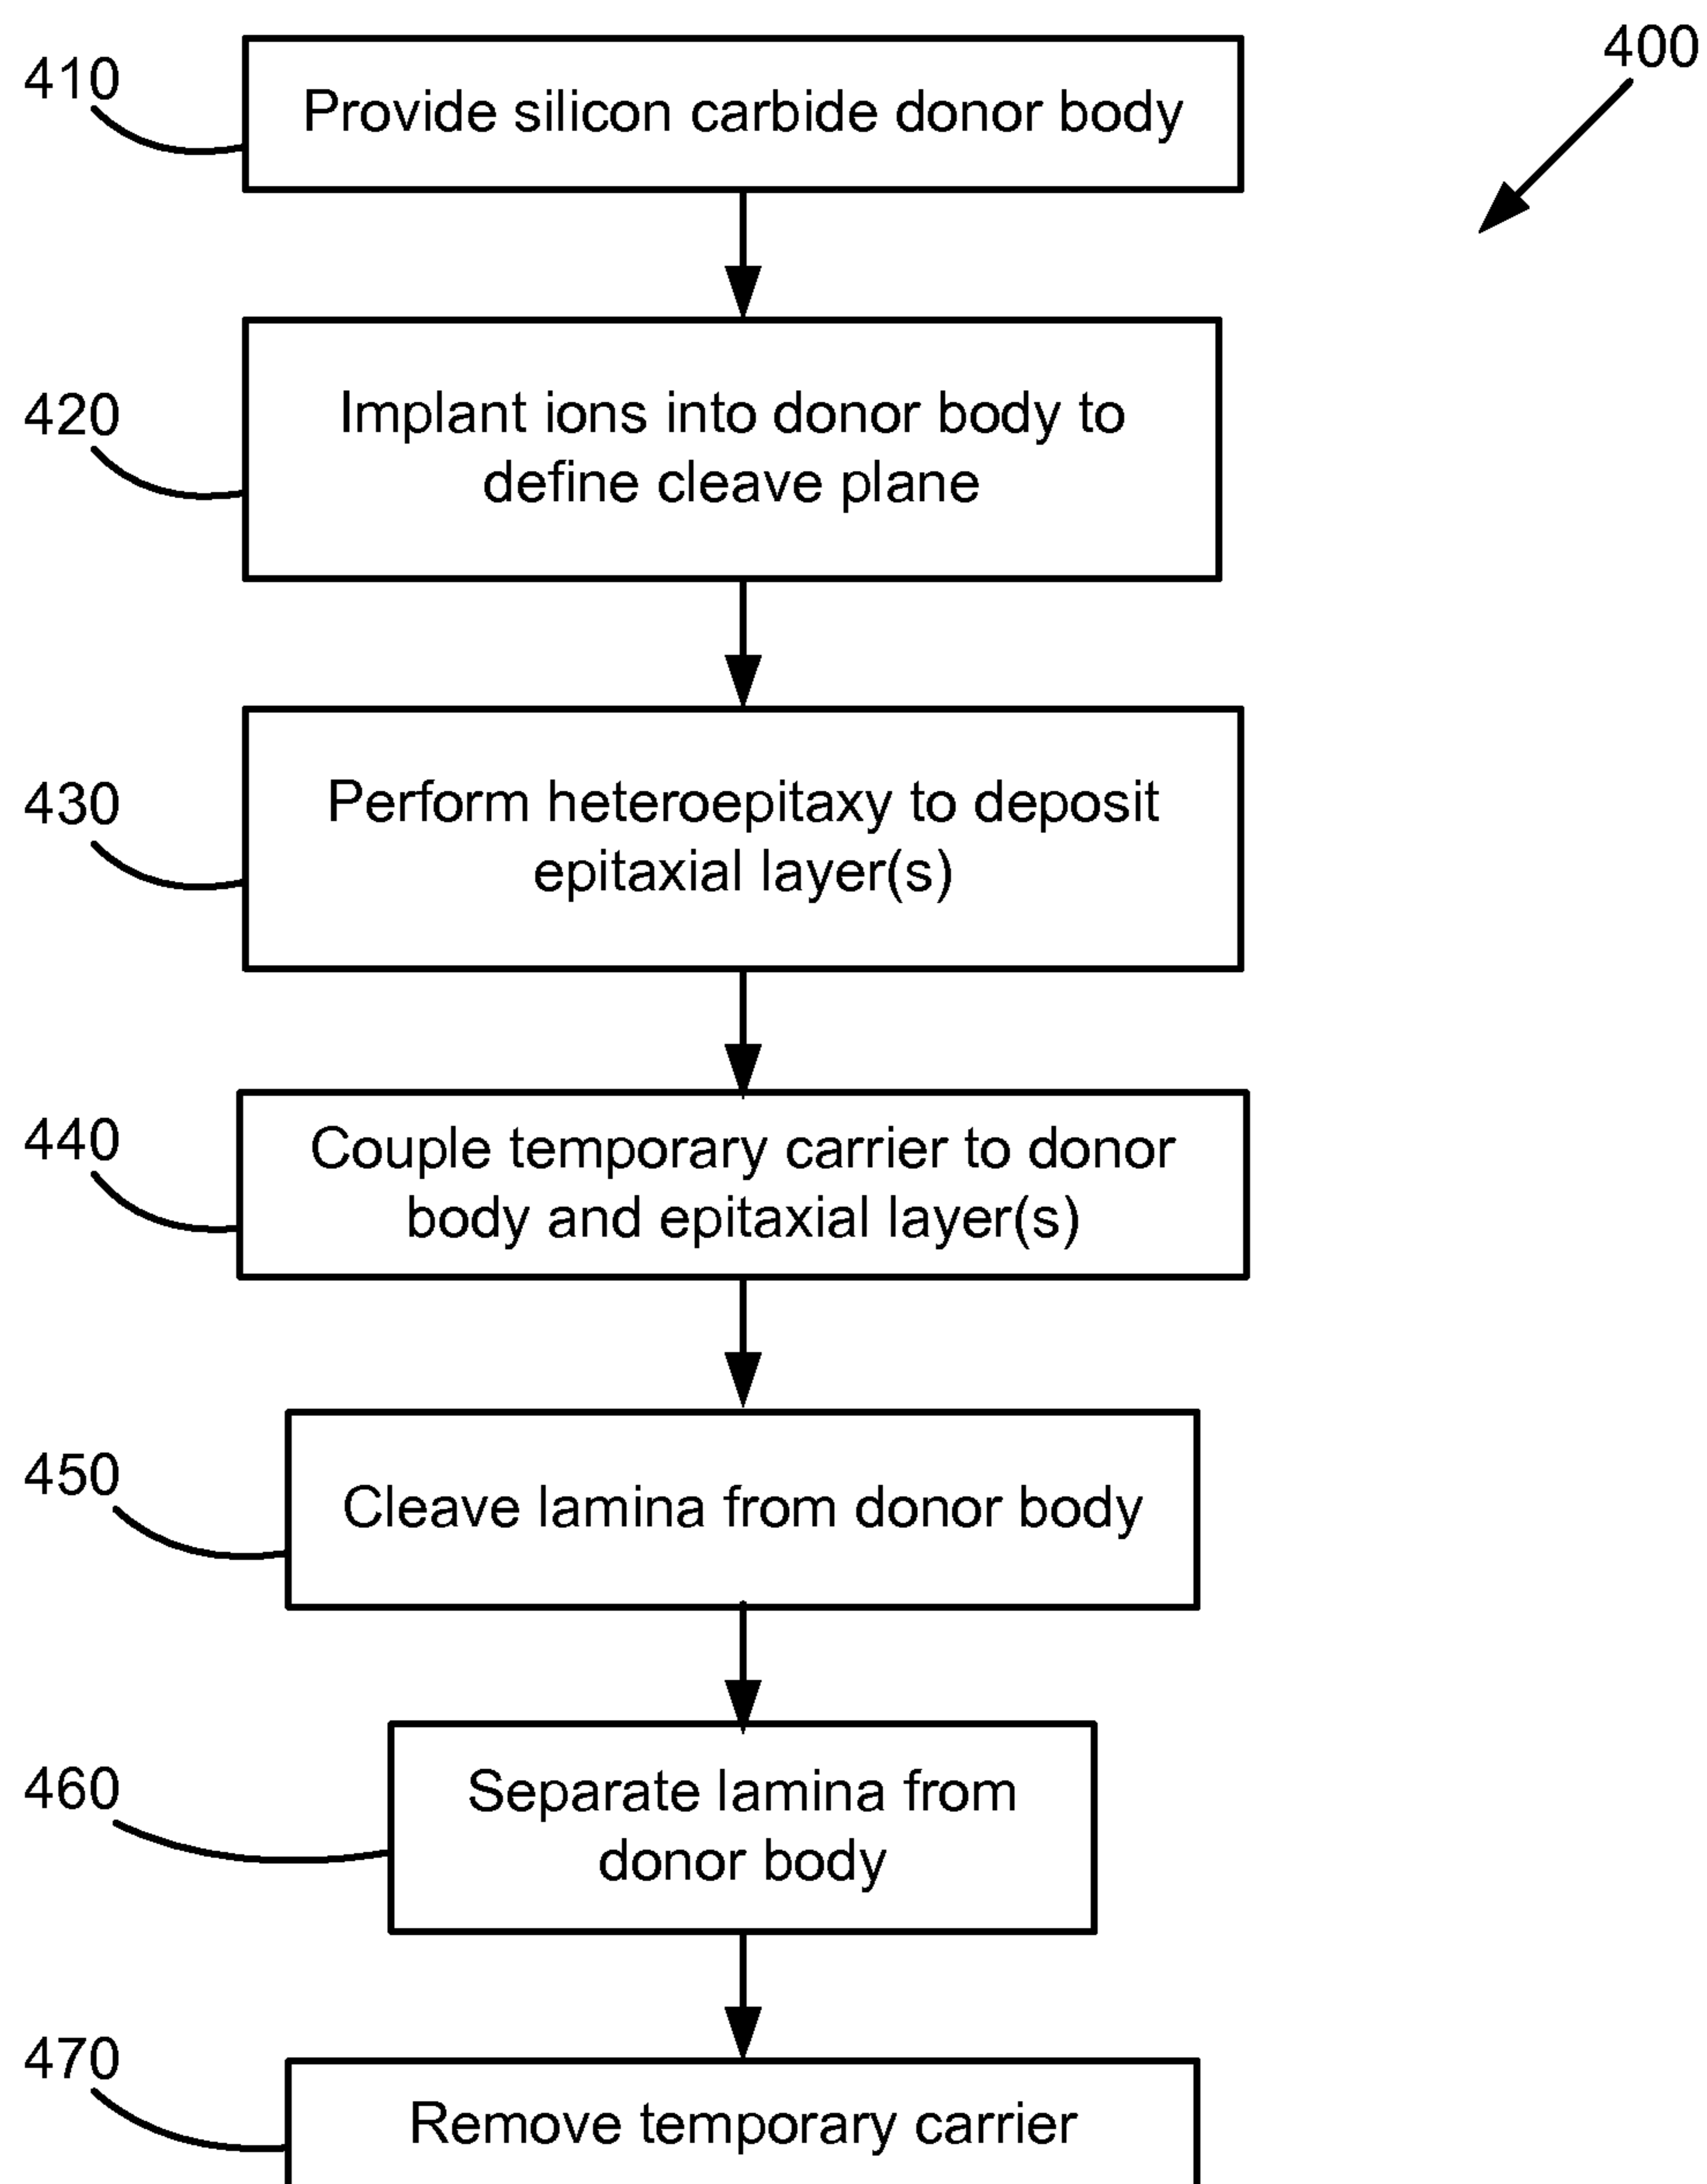 400
410
Provide silicon carbide donor body
420
Implant ions into donor body to
define cleave plane
430
Perform heteroepitaxy to deposit
epitaxial layer(s)
440
Couple temporary carrier to donor
body and epitaxial layer(s)
450
Cleave lamina from donor body
460
Separate lamina from
donor body
470
Remove temporary carrier